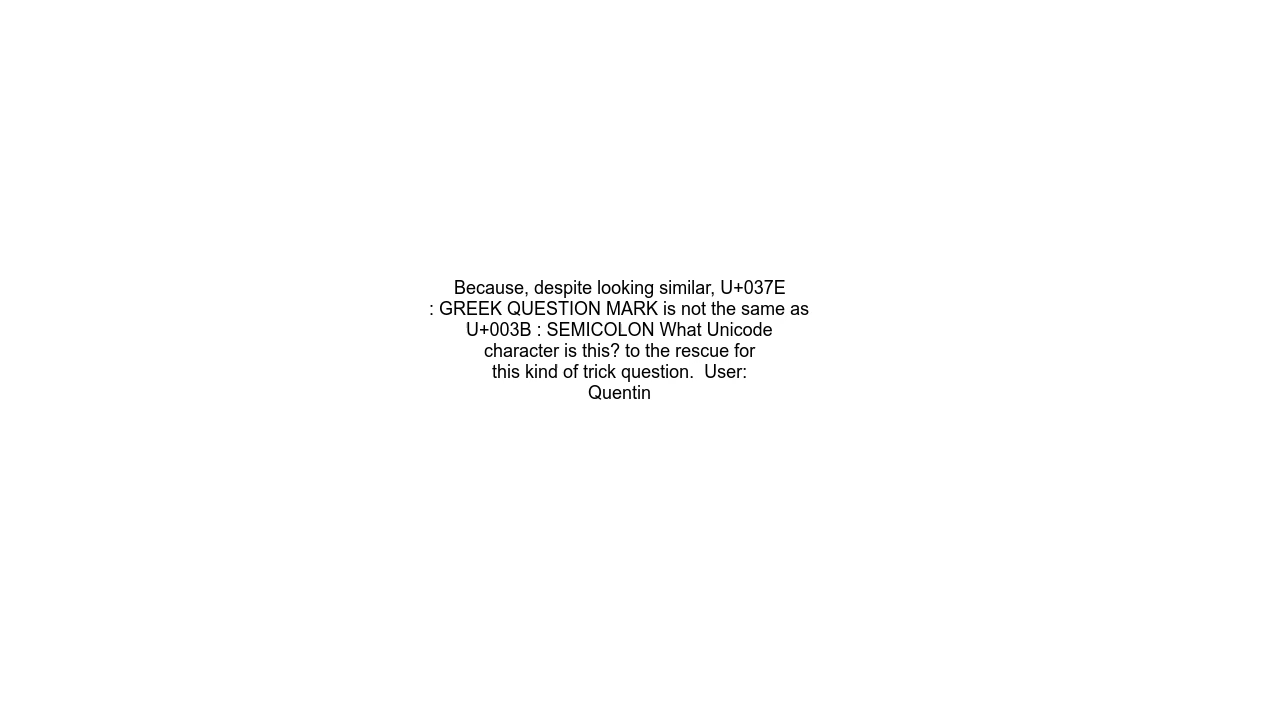 Because, despite looking similar, U+037E
: GREEK QUESTION MARK is not the same as
U+003B : SEMICOLON What Unicode
character is this? to the rescue for
this kind of trick question.  User:
Quentin